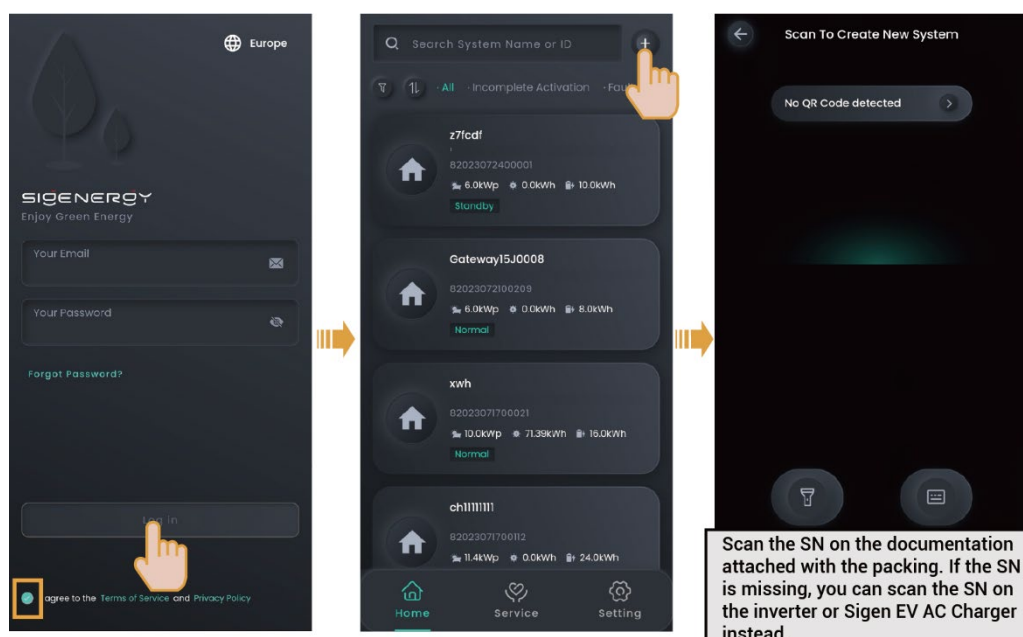 Europe
SIGENERGY
Enjoy Green Energy
Your Email
Your Password
Forgot Password?
Log In
agree to the Terms of Service and Privacy Policy
Search System Name or ID
All · Incomplete Activation · Fau
z7fcdf
82023072400001
6.0kWp 0.0kWh 10.0kWh
Standby
Gateway15J0008
82023072100209
6.0kWp 0.0kWh 8.0kWh
Normal
xwh
82023071700021
10.0kWp 71.39kWh 16.0kWh
Normal
ch11111111
82023071700112
11.4kWp 0.0kWh 24.0kWh
Home Service Setting
Scan To Create New System
No QR Code detected
Scan the SN on the documentation
attached with the packing. If the SN
is missing, you can scan the SN on
the inverter or Sigen EV AC Charger
instead